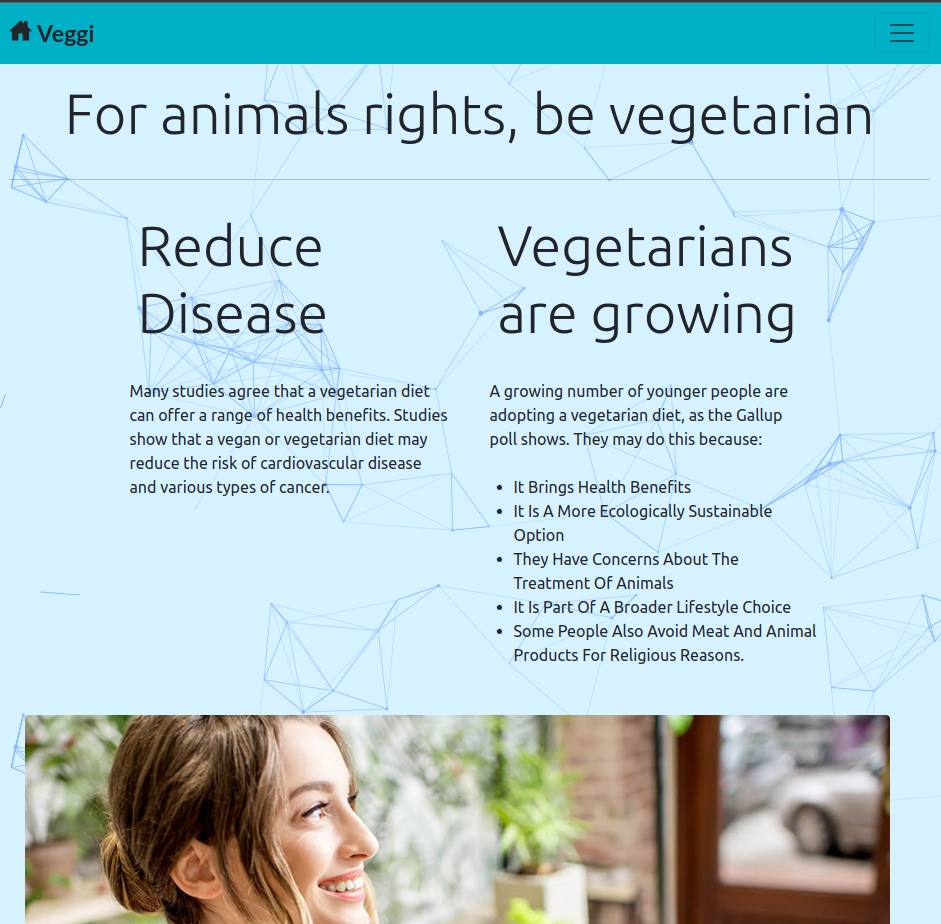 Veggi
For animals rights, be vegetarian
Reduce
Disease
Many studies agree that a vegetarian diet
can offer a range of health benefits. Studies
show that a vegan or vegetarian diet may
reduce the risk of cardiovascular disease
and various types of cancer.
Vegetarians
are growing
A growing number of younger people are
adopting a vegetarian diet, as the Gallup
poll shows. They may do this because:
• It Brings Health Benefits
• It Is A More Ecologically Sustainable
Option
• They Have Concerns About The
Treatment Of Animals
• It Is Part Of A Broader Lifestyle Choice
• Some People Also Avoid Meat And Animal
Products For Religious Reasons.